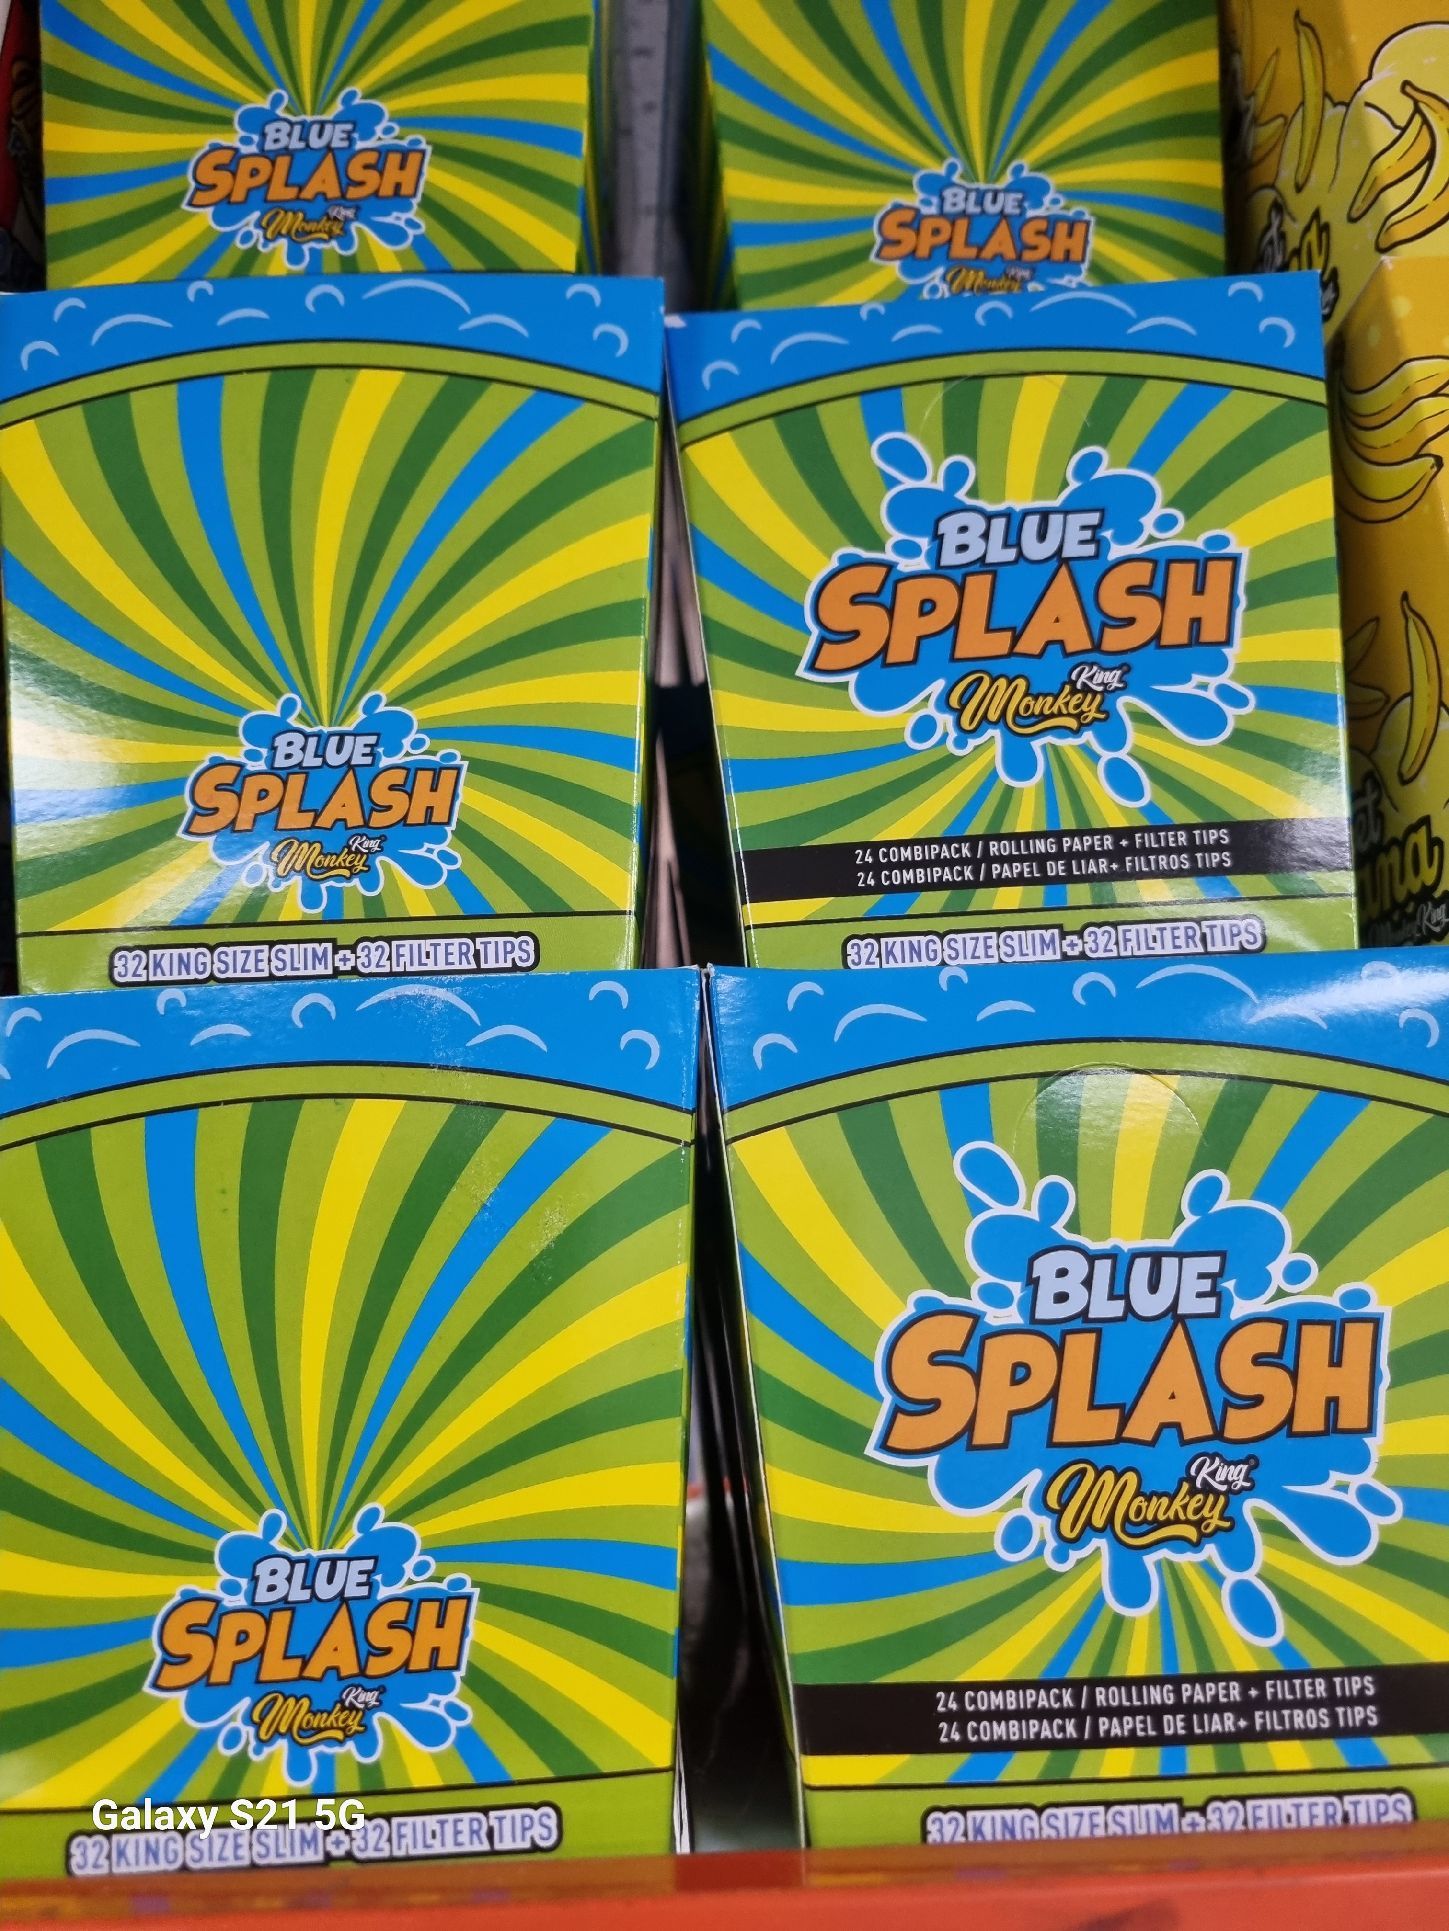 BLUE
SPLASH
Monkey King
BLUE
SPLASH
Monkey King
BLUE
SPLASH
Monkey King
32 KING SIZE SLIM + 32 FILTER TIPS
BLUE
SPLASH
Monkey King
24 COMBIPACK / ROLLING PAPER + FILTER TIPS
24 COMBIPACK / PAPEL DE LIAR+ FILTROS TIPS
32 KING SIZE SLIM + 32 FILTER TIPS
BLUE
SPLASH
Monkey King
32 KING SIZE SLIM + 32 FILTER TIPS
BLUE
SPLASH
Monkey King
24 COMBIPACK / ROLLING PAPER + FILTER TIPS
24 COMBIPACK / PAPEL DE LIAR+ FILTROS TIPS
32 KING SIZE SLIM + 32 FILTER TIPS
Galaxy S21 5G